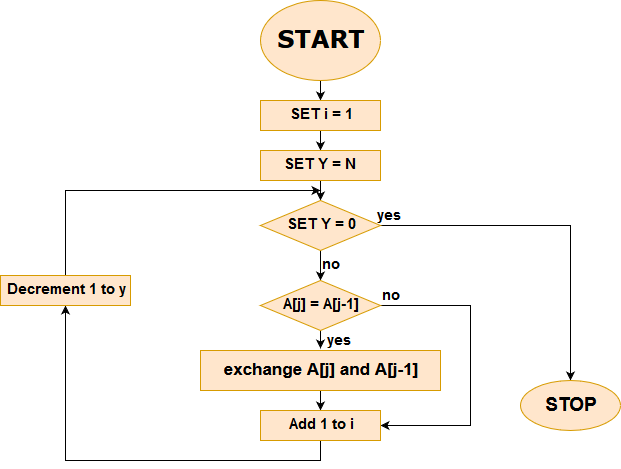 START
SET i = 1
SET Y = N
SET Y = 0
yes
no
Decrement 1 to y
A[j] = A[j-1]
no
yes
exchange A[j] and A[j-1]
Add 1 to i
STOP